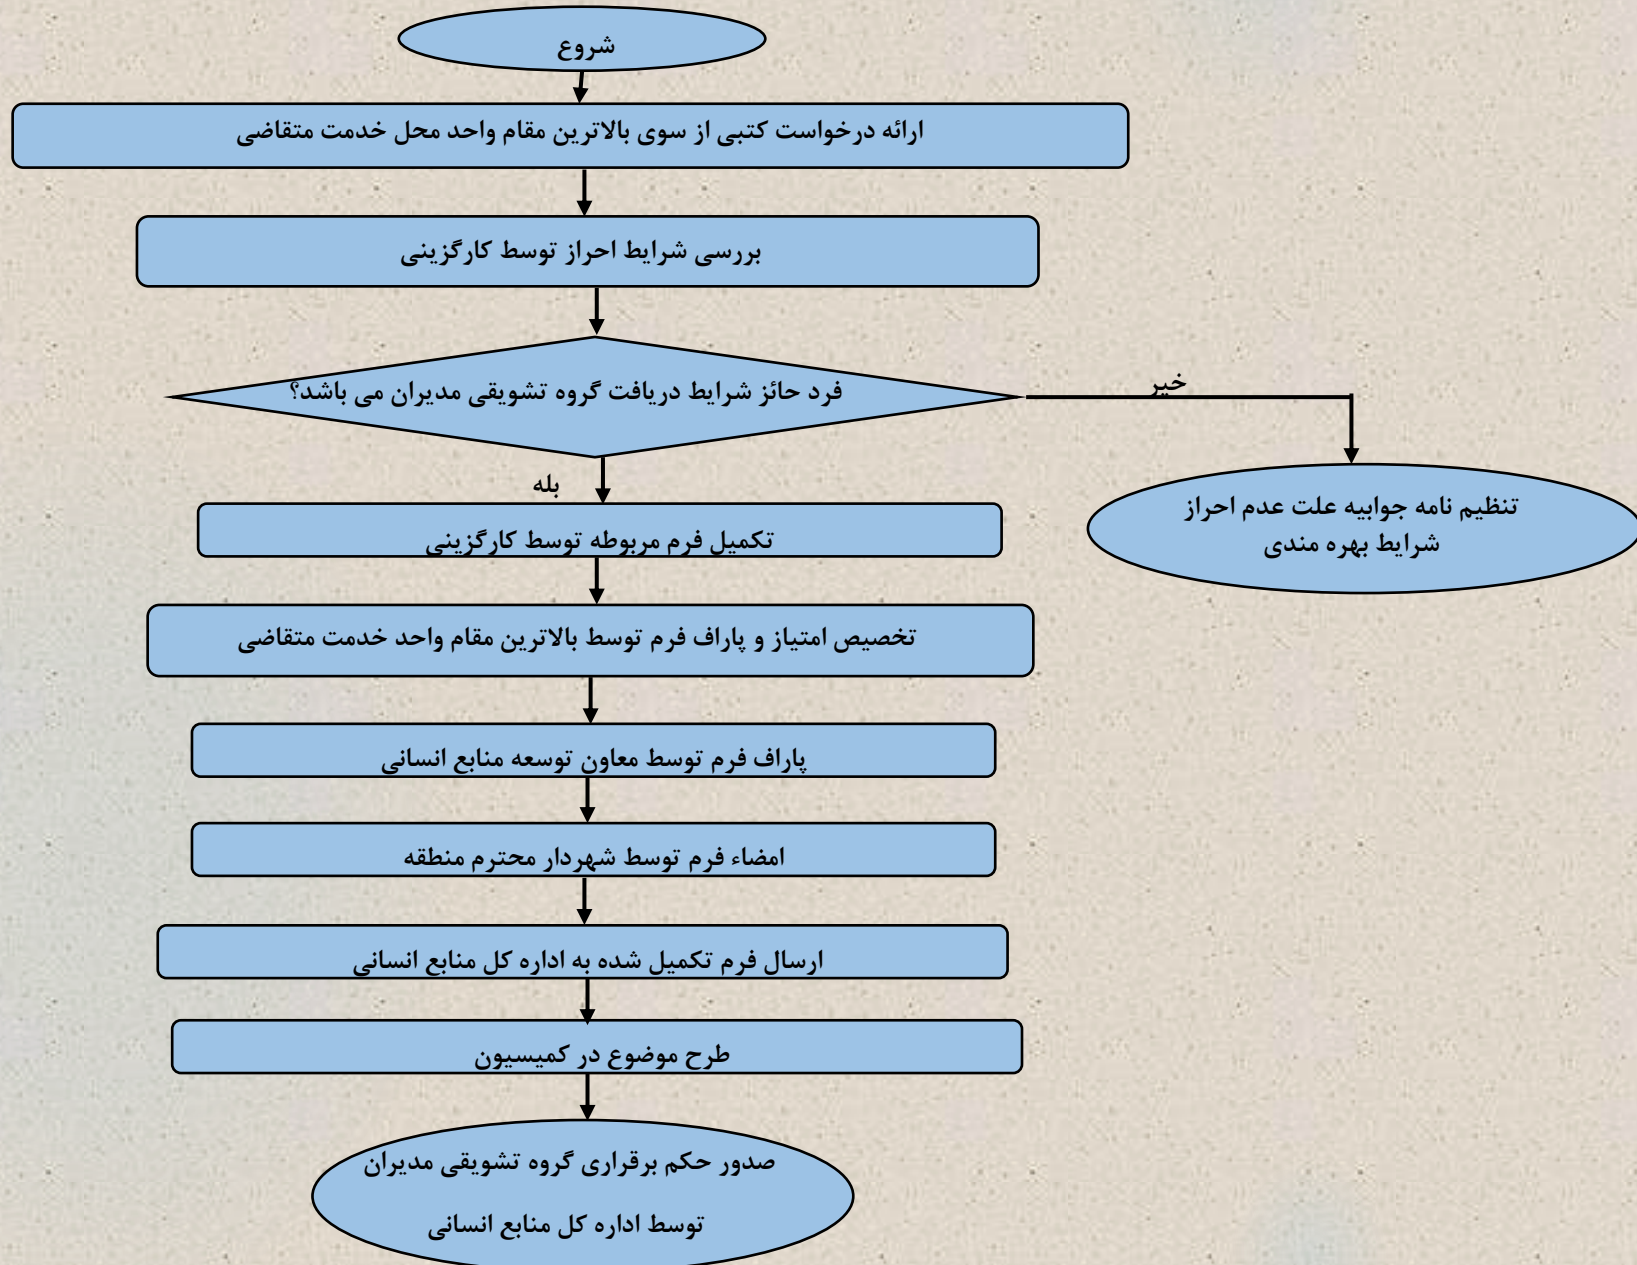 شروع
ارائه درخواست کتبی از سوی بالاترین مقام واحد محل خدمت متقاضی
بررسی شرایط احراز توسط کارگزینی
فرد حائز شرایط دریافت گروه تشویقی مدیران می باشد؟
خیر
بله
تنظیم نامه جوابیه علت عدم احراز
شرایط بهره مندی
تکمیل فرم مربوطه توسط کارگزینی
تخصیص امتیاز و پاراف فرم توسط بالاترین مقام واحد خدمت متقاضی
پاراف فرم توسط معاون توسعه منابع انسانی
امضاء فرم توسط شهردار محترم منطقه
ارسال فرم تکمیل شده به اداره کل منابع انسانی
طرح موضوع در کمیسیون
صدور حکم برقراری گروه تشویقی مدیران
توسط اداره کل منابع انسانی